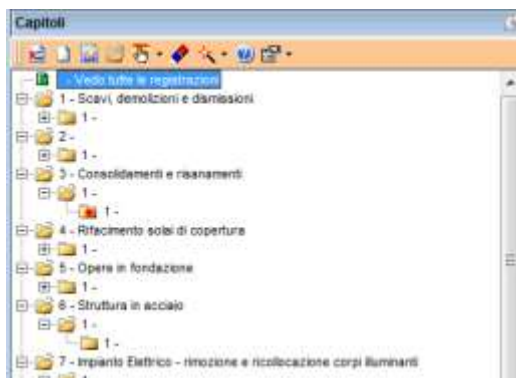 Capitoli
- Vedo tutte le registrazioni
1 - Scavi, demolizioni e dismissioni
1 -
2 -
1 -
3 - Consolidamenti e risanamenti
1 -
1 -
4 - Rifacimento solai di copertura
1 -
5 - Opere in fondazione
1 -
6 - Struttura in acciaio
1 -
1 -
7 - Impianto Elettrico - rimozione e ricollocazione corpi illuminanti